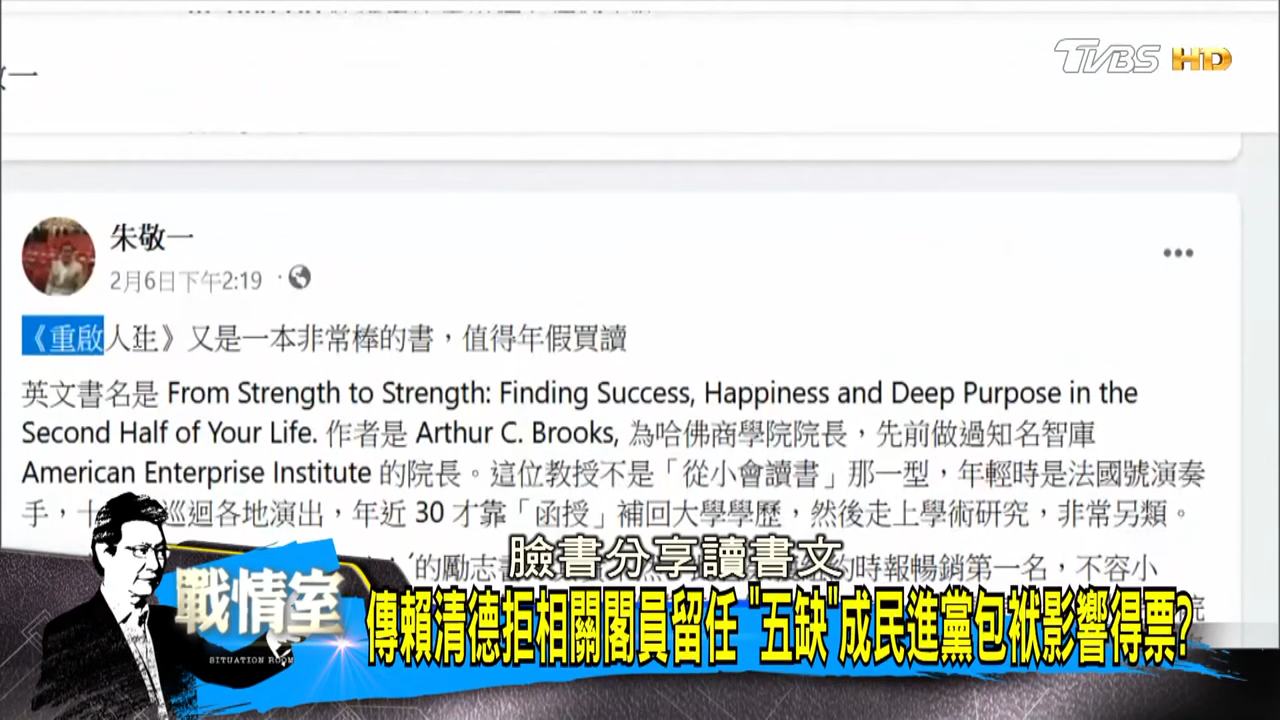 TVBS HD
朱敬一
2月6日下午2:19
《重啟人生》又是一本非常棒的書，值得年假買讀
英文書名是 From Strength to Strength: Finding Success, Happiness and Deep Purpose in the
Second Half of Your Life. 作者是 Arthur C. Brooks, 為哈佛商學院院長，先前做過知名智庫
American Enterprise Institute 的院長。這位教授不是「從小會讀書」那一型，年輕時是法國號演奏
手，十 巡迴各地演出，年近 30 才靠「函授」補回大學學歷，然後走上學術研究，非常另類。
的勵志書 的時報暢銷第一名，不容小
臉書分享讀書文
戰情室
SITUATION ROOM
傳賴清德拒相關閣員留任 "五缺"成民進黨包袱影響得票?